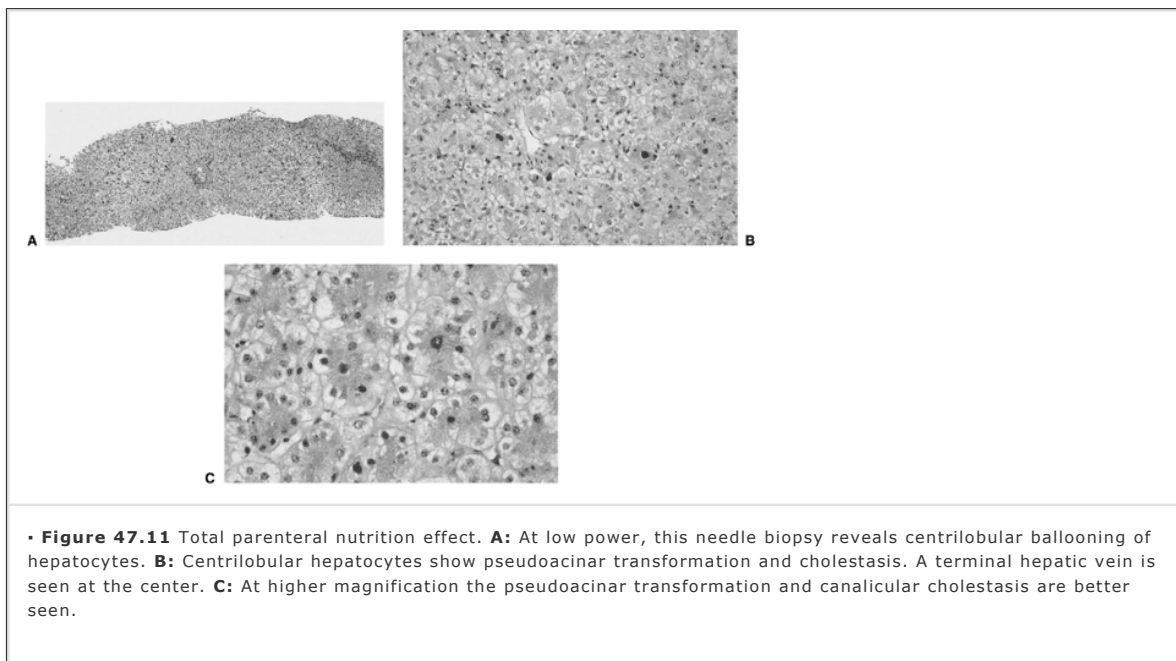 A
B
C
▪ Figure 47.11 Total parenteral nutrition effect. A: At low power, this needle biopsy reveals centrilobular ballooning of
hepatocytes. B: Centrilobular hepatocytes show pseudoacinar transformation and cholestasis. A terminal hepatic vein is
seen at the center. C: At higher magnification the pseudoacinar transformation and canalicular cholestasis are better
seen.